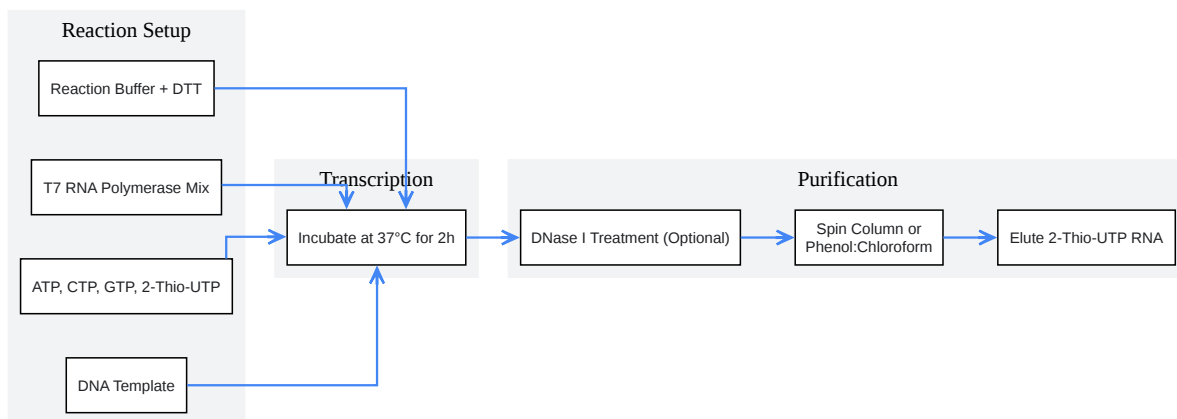 Reaction Setup
Reaction Buffer + DTT
T7 RNA Polymerase Mix
ATP, CTP, GTP, 2-Thio-UTP
DNA Template
Transcription
Incubate at 37°C for 2h
Purification
DNase I Treatment (Optional)
Spin Column or
Phenol:Chloroform
Elute 2-Thio-UTP RNA